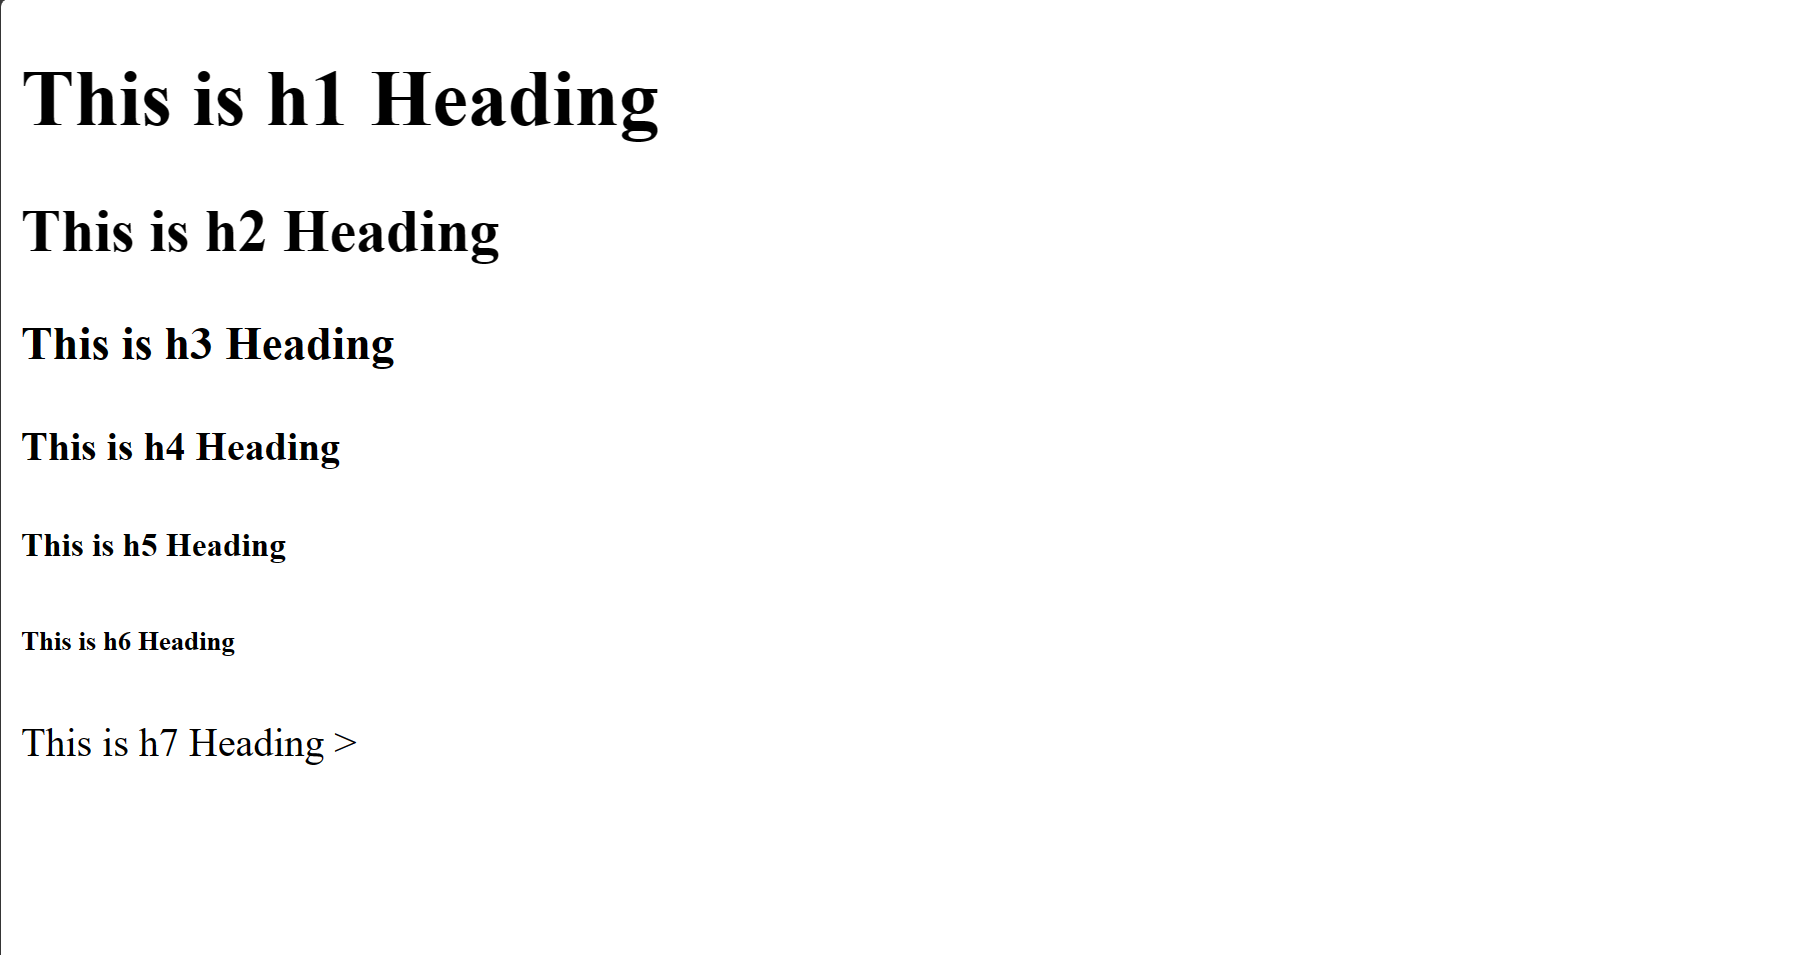 This is h1 Heading
This is h2 Heading
This is h3 Heading
This is h4 Heading
This is h5 Heading
This is h6 Heading
This is h7 Heading >